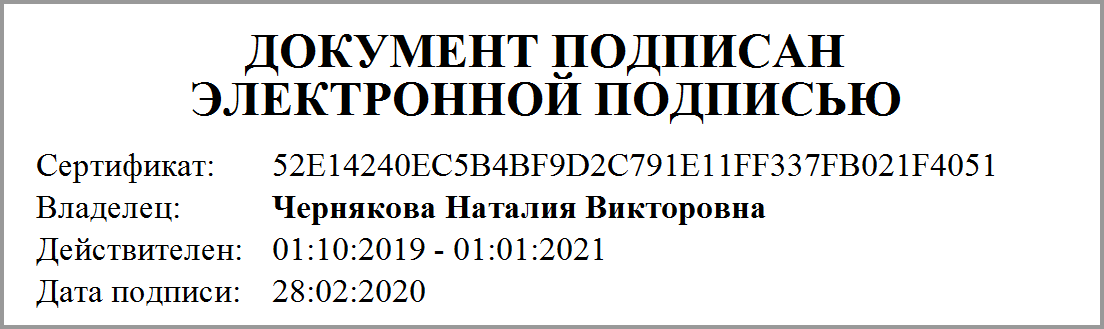 ДОКУМЕНТ ПОДПИСАН
ЭЛЕКТРОННОЙ ПОДПИСЬЮ
Сертификат: 52E14240EC5B4BF9D2C791E11FF337FB021F4051
Владелец: Чернякова Наталия Викторовна
Действителен: 01:10:2019 - 01:01:2021
Дата подписи: 28:02:2020